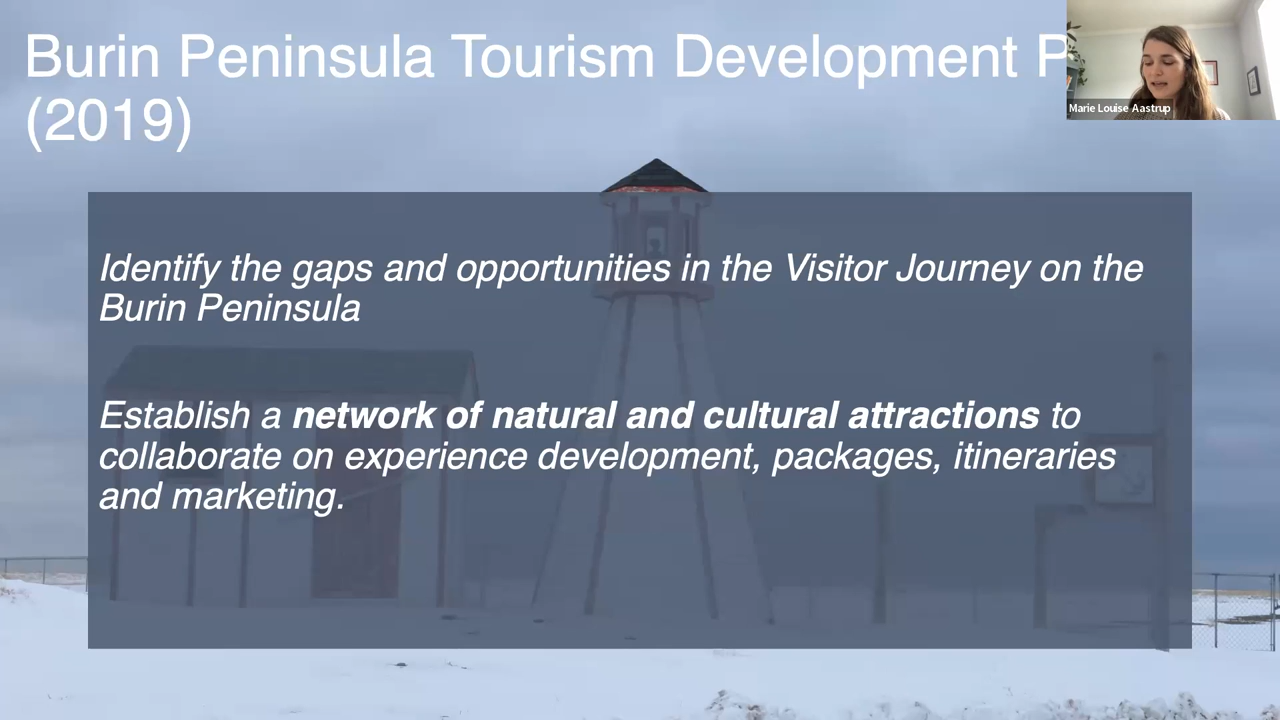 Burin Peninsula Tourism Development
(2019)
Marie Louise Aastrup
Identify the gaps and opportunities in the Visitor Journey on the
Burin Peninsula
Establish a network of natural and cultural attractions to
collaborate on experience development, packages, itineraries
and marketing.